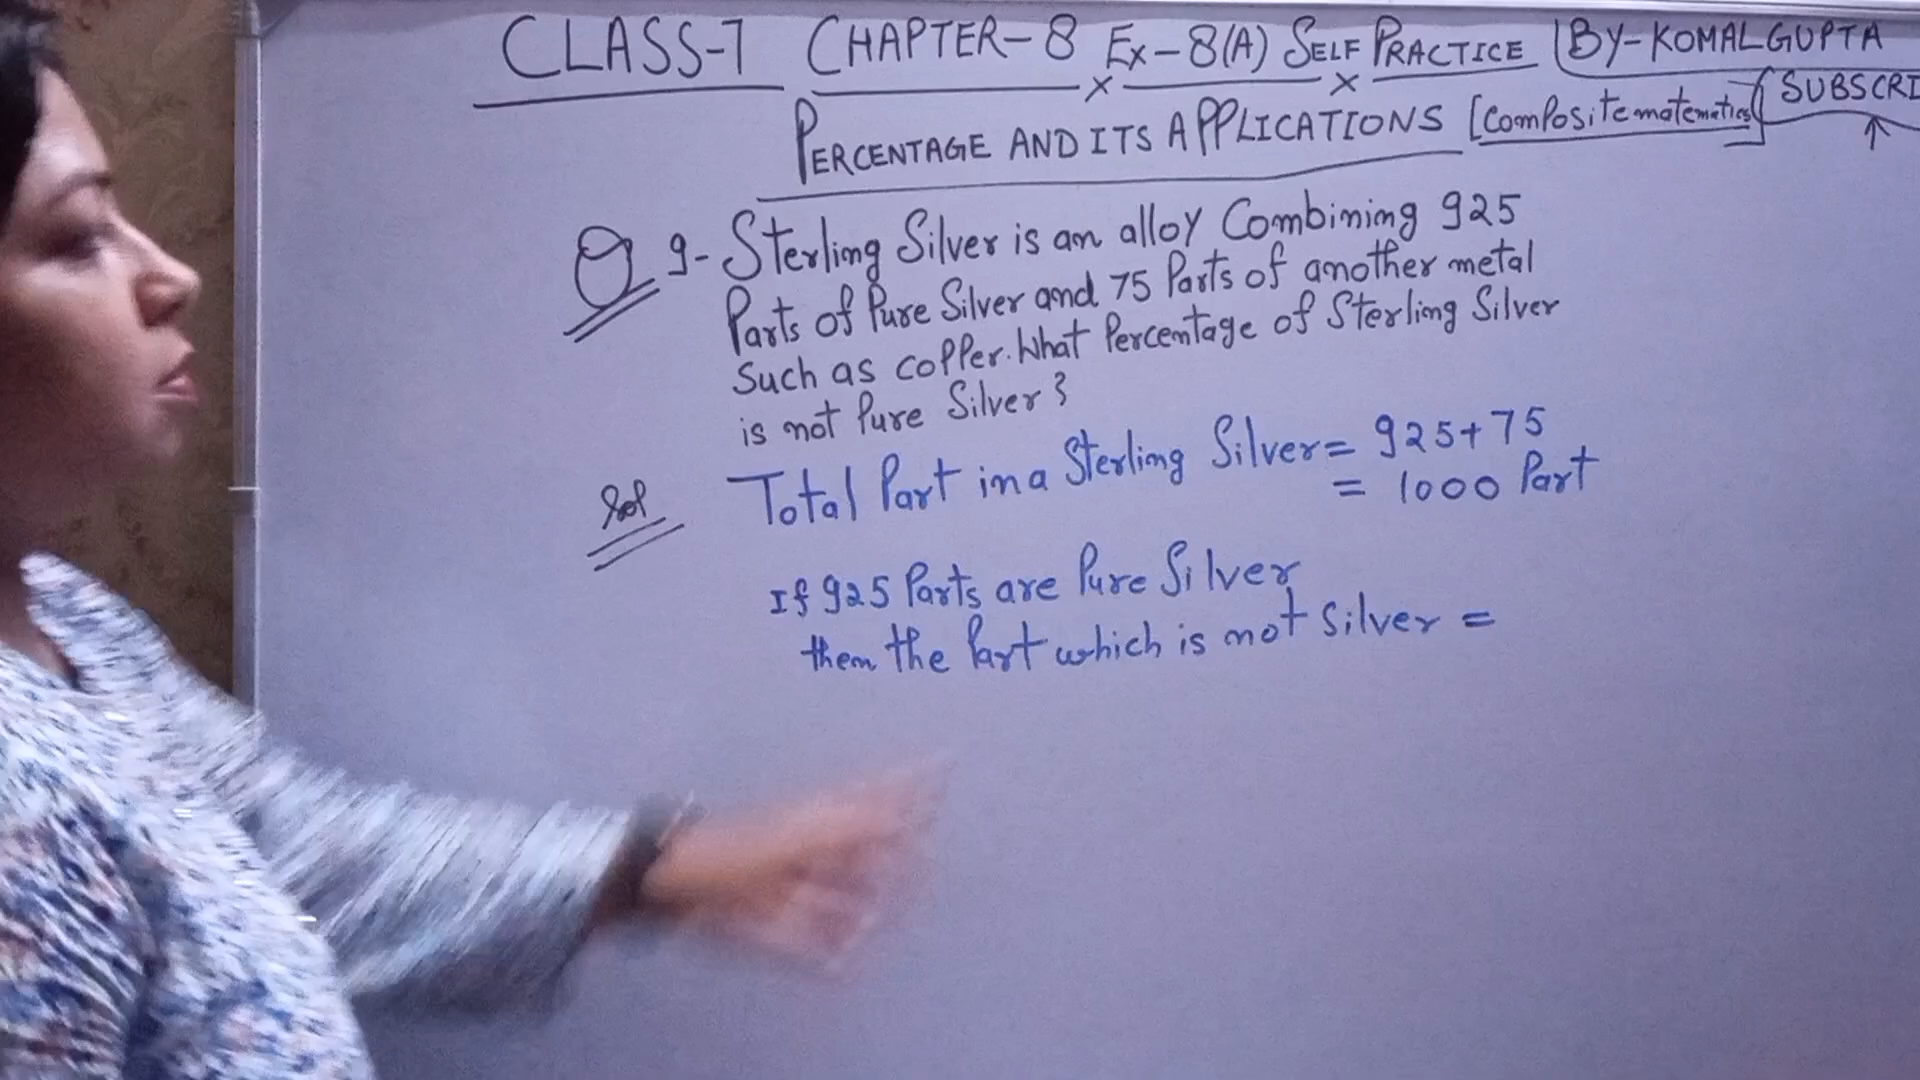 CLASS-7 CHAPTER-8 EX-8(A) SELF PRACTICE BY-KOMAL GUPTA
PERCENTAGE AND ITS APPLICATIONS [Composite matematics] SUBSCRI
Q 9- Sterling Silver is an alloy Combining 925
Parts of Pure Silver and 75 Parts of another metal
Such as copper. What Percentage of Sterling Silver
is not Pure Silver?
Sol Total Part in a Sterling Silver = 925+75
= 1000 Part
If 925 Parts are Pure Silver
then the Part which is not Silver =